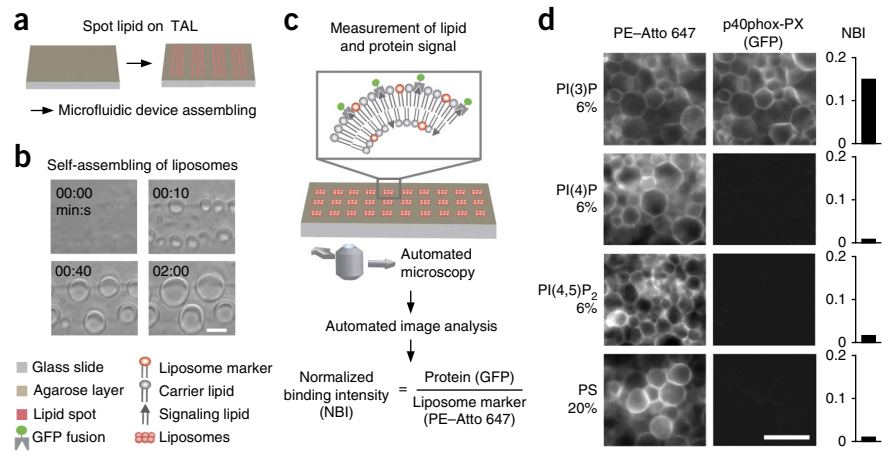 a
Spot lipid on TAL
Microfluidic device assembling
b
Self-assembling of liposomes
00:00
min:s
00:10
00:40
02:00
Glass slide
Agarose layer
Lipid spot
GFP fusion
Liposome marker
Carrier lipid
Signaling lipid
Liposomes
c
Measurement of lipid
and protein signal
Automated
microscopy
Automated image analysis
Normalized
binding intensity
(NBI)
=
Protein (GFP)
Liposome marker
(PE–Atto 647)
d
PE–Atto 647
p40phox-PX
(GFP)
NBI
PI(3)P
6%
0.2
0.1
0
PI(4)P
6%
0.2
0.1
0
PI(4,5)P2
6%
0.2
0.1
0
PS
20%
0.2
0.1
0